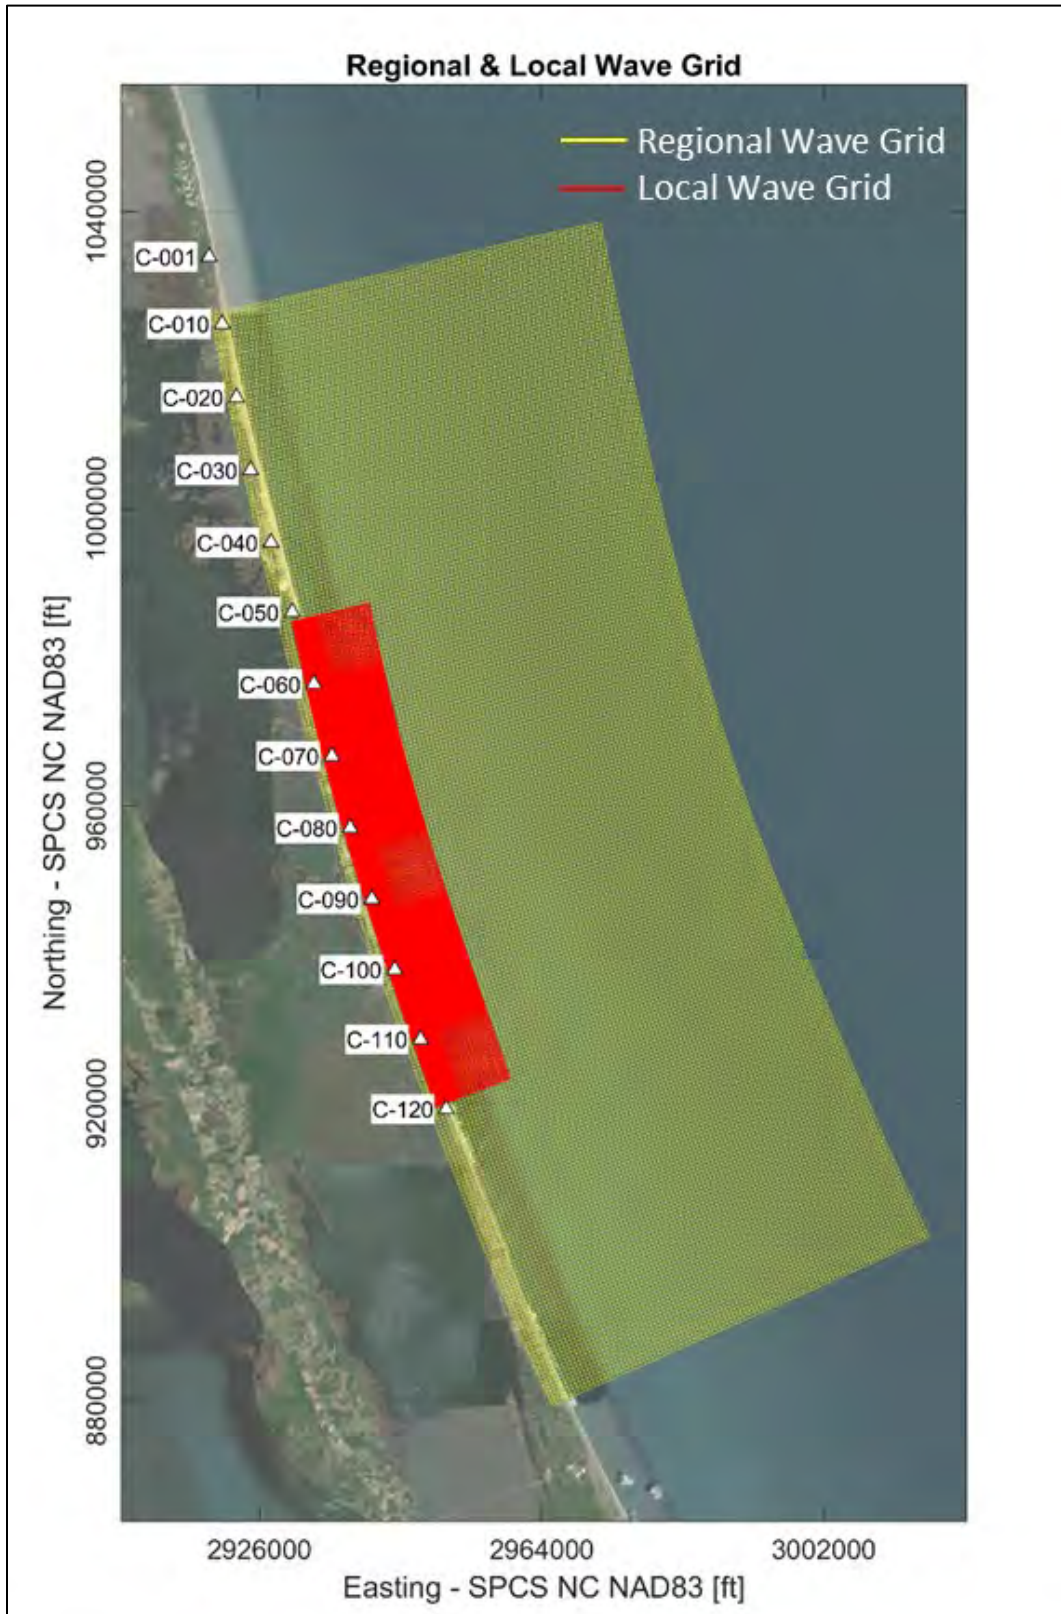 Regional & Local Wave Grid
Regional Wave Grid
Local Wave Grid
1040000
1000000
960000
920000
880000
Northing - SPCS NC NAD83 [ft]
C-001
C-010
C-020
C-030
C-040
C-050
C-060
C-070
C-080
C-090
C-100
C-110
C-120
2926000
2964000
3002000
Easting - SPCS NC NAD83 [ft]